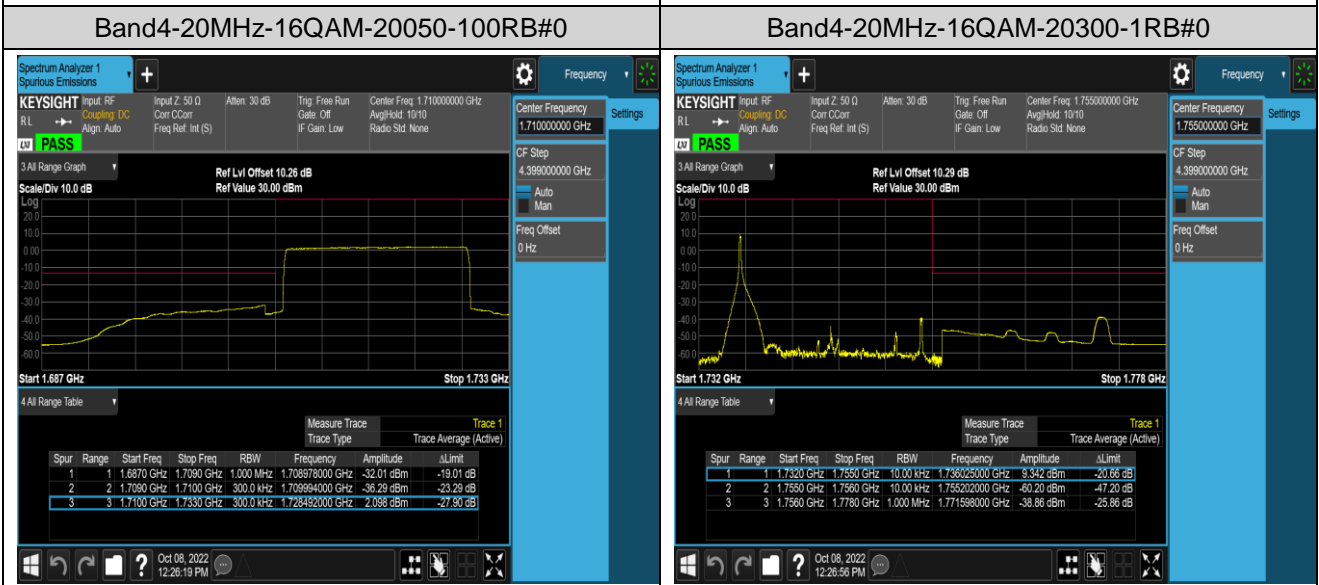 Band4-20MHz-16QAM-20050-100RB#0
Spectrum Analyzer 1
Spurious Emissions
Frequency
KEYSIGHT
RL
Input: RF
Coupling: DC
Align: Auto
Input Z: 50 Ω
Corr CCorr
Freq Ref: Int (S)
Atten: 30 dB
Trig: Free Run
Gate: Off
IF Gain: Low
Center Freq: 1.710000000 GHz
Avg|Hold: 10/10
Radio Std: None
LXI PASS
Center Frequency
1.710000000 GHz
Settings
CF Step
4.399000000 GHz
Auto
Man
Freq Offset
0 Hz
3 All Range Graph
Ref Lvl Offset 10.26 dB
Scale/Div 10.0 dB
Ref Value 30.00 dBm
Log
20.0
10.0
0.00
-10.0
-20.0
-30.0
-40.0
-50.0
-60.0
Start 1.687 GHz
Stop 1.733 GHz
4 All Range Table
Measure Trace Trace 1
Trace Type Trace Average (Active)
Spur Range Start Freq Stop Freq RBW Frequency Amplitude ΔLimit
1 1 1.6870 GHz 1.7090 GHz 1.000 MHz 1.708978000 GHz -32.01 dBm -19.01 dB
2 2 1.7090 GHz 1.7100 GHz 300.0 kHz 1.709994000 GHz -36.29 dBm -23.29 dB
3 3 1.7100 GHz 1.7330 GHz 300.0 kHz 1.728492000 GHz 2.098 dBm -27.90 dB
Oct 08, 2022
12:26:19 PM
Band4-20MHz-16QAM-20300-1RB#0
Spectrum Analyzer 1
Spurious Emissions
Frequency
KEYSIGHT
RL
Input: RF
Coupling: DC
Align: Auto
Input Z: 50 Ω
Corr CCorr
Freq Ref: Int (S)
Atten: 30 dB
Trig: Free Run
Gate: Off
IF Gain: Low
Center Freq: 1.755000000 GHz
Avg|Hold: 10/10
Radio Std: None
LXI PASS
Center Frequency
1.755000000 GHz
Settings
CF Step
4.399000000 GHz
Auto
Man
Freq Offset
0 Hz
3 All Range Graph
Ref Lvl Offset 10.29 dB
Scale/Div 10.0 dB
Ref Value 30.00 dBm
Log
20.0
10.0
0.00
-10.0
-20.0
-30.0
-40.0
-50.0
-60.0
Start 1.732 GHz
Stop 1.778 GHz
4 All Range Table
Measure Trace Trace 1
Trace Type Trace Average (Active)
Spur Range Start Freq Stop Freq RBW Frequency Amplitude ΔLimit
1 1 1.7320 GHz 1.7550 GHz 10.00 kHz 1.736025000 GHz 9.342 dBm -20.66 dB
2 2 1.7550 GHz 1.7560 GHz 10.00 kHz 1.755202000 GHz -60.20 dBm -47.20 dB
3 3 1.7560 GHz 1.7780 GHz 1.000 MHz 1.771598000 GHz -38.86 dBm -25.86 dB
Oct 08, 2022
12:26:56 PM